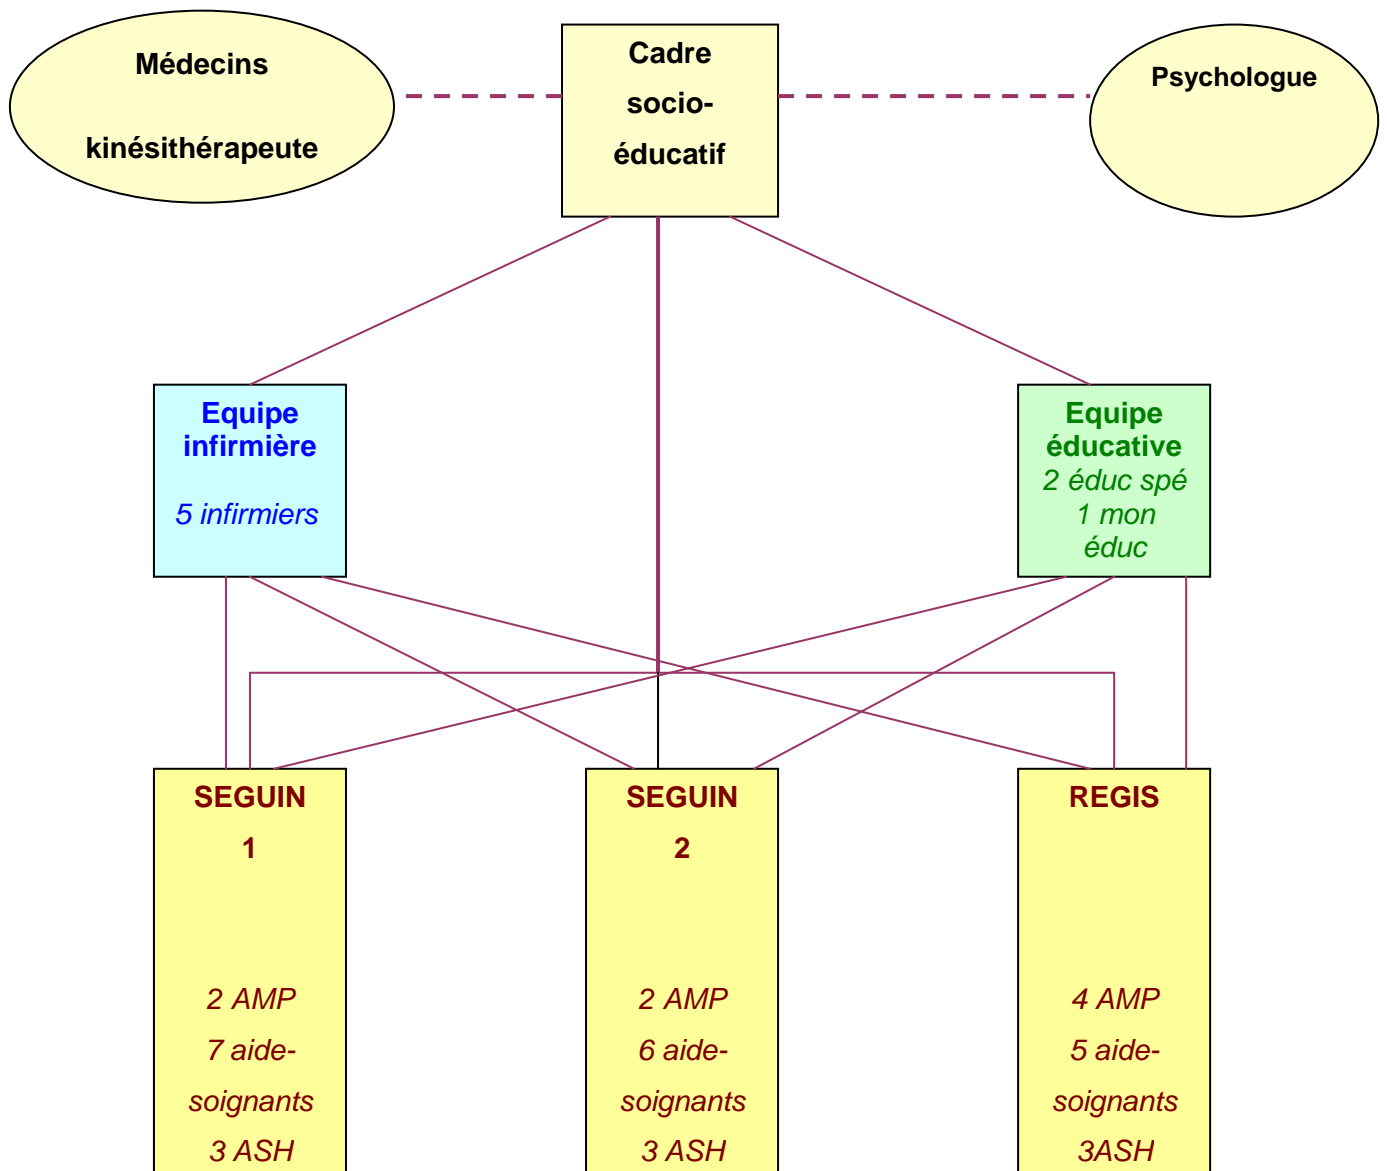 Médecins
kinésithérapeute
Cadre
socio-
éducatif
Psychologue
Equipe
infirmière
5 infirmiers
Equipe
éducative
2 éduc spé
1 mon
éduc
SEGUIN
1
2 AMP
7 aide-
soignants
3 ASH
SEGUIN
2
2 AMP
6 aide-
soignants
3 ASH
REGIS
4 AMP
5 aide-
soignants
3ASH